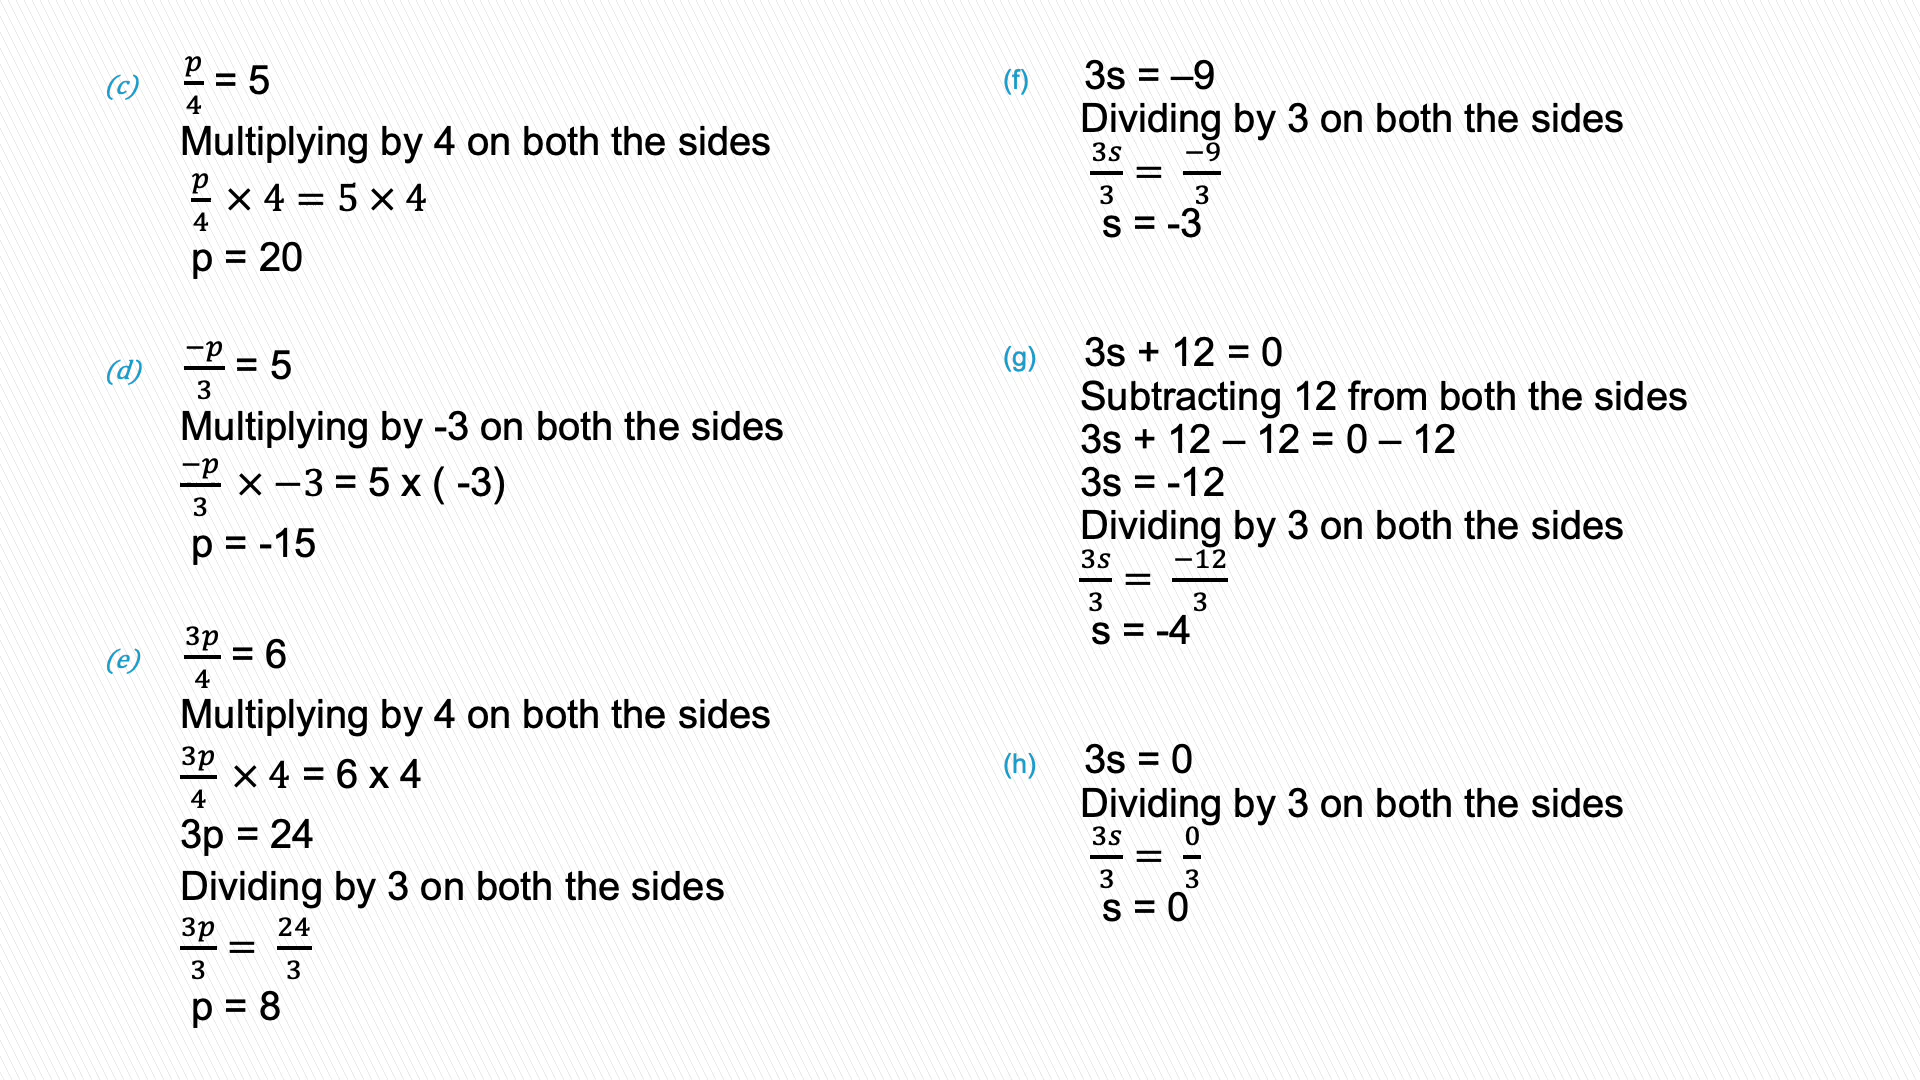 (c) p/4 = 5
Multiplying by 4 on both the sides
p/4 × 4 = 5 × 4
p = 20
(d) −p/3 = 5
Multiplying by -3 on both the sides
−p/3 × −3 = 5 x ( -3)
p = -15
(e) 3p/4 = 6
Multiplying by 4 on both the sides
3p/4 × 4 = 6 x 4
3p = 24
Dividing by 3 on both the sides
3p/3 = 24/3
p = 8
(f) 3s = –9
Dividing by 3 on both the sides
3s/3 = −9/3
s = -3
(g) 3s + 12 = 0
Subtracting 12 from both the sides
3s + 12 – 12 = 0 – 12
3s = -12
Dividing by 3 on both the sides
3s/3 = −12/3
s = -4
(h) 3s = 0
Dividing by 3 on both the sides
3s/3 = 0/3
s = 0